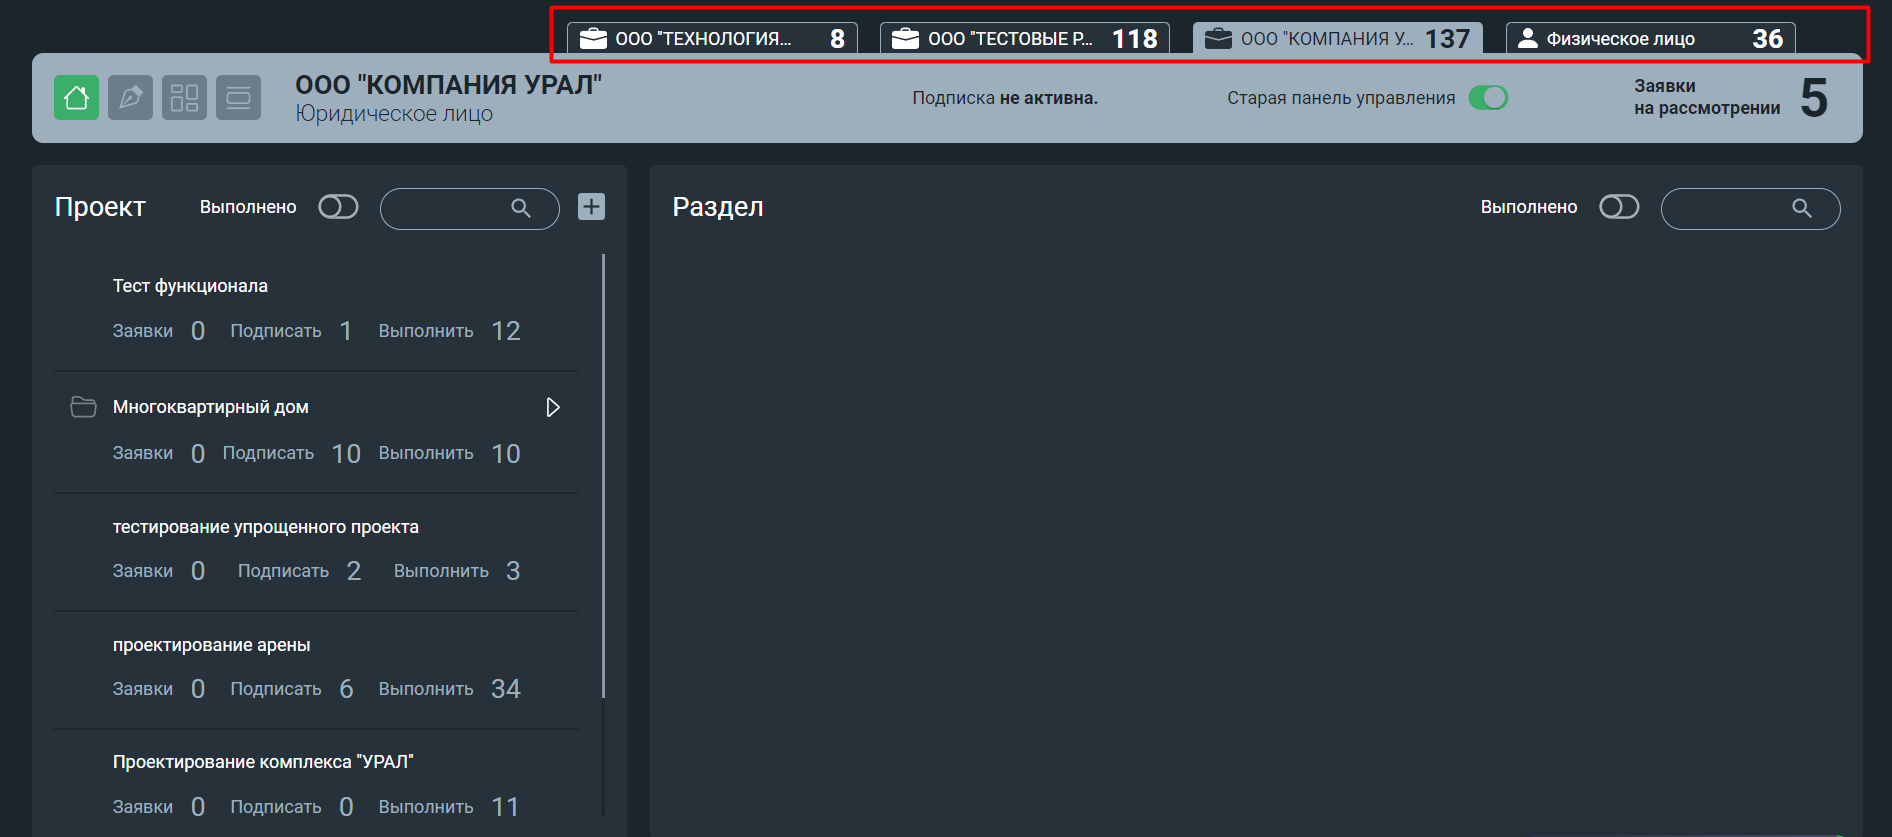 ООО "ТЕХНОЛОГИЯ... 8 ООО "ТЕСТОВЫЕ Р... 118 ООО "КОМПАНИЯ У... 137 Физическое лицо 36
ООО "КОМПАНИЯ УРАЛ"
Юридическое лицо
Подписка не активна.
Старая панель управления
Заявки
на рассмотрении 5
Проект Выполнено
Тест функционала
Заявки 0 Подписать 1 Выполнить 12
Многоквартирный дом
Заявки 0 Подписать 10 Выполнить 10
тестирование упрощенного проекта
Заявки 0 Подписать 2 Выполнить 3
проектирование арены
Заявки 0 Подписать 6 Выполнить 34
Проектирование комплекса "УРАЛ"
Заявки 0 Подписать 0 Выполнить 11
Раздел Выполнено